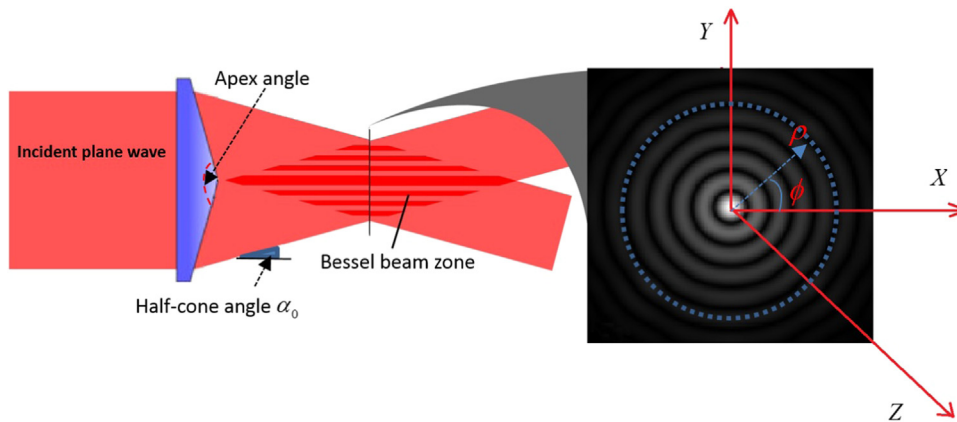 Apex angle
Incident plane wave
Bessel beam zone
Half-cone angle α₀
Y
ρ
ϕ
X
Z